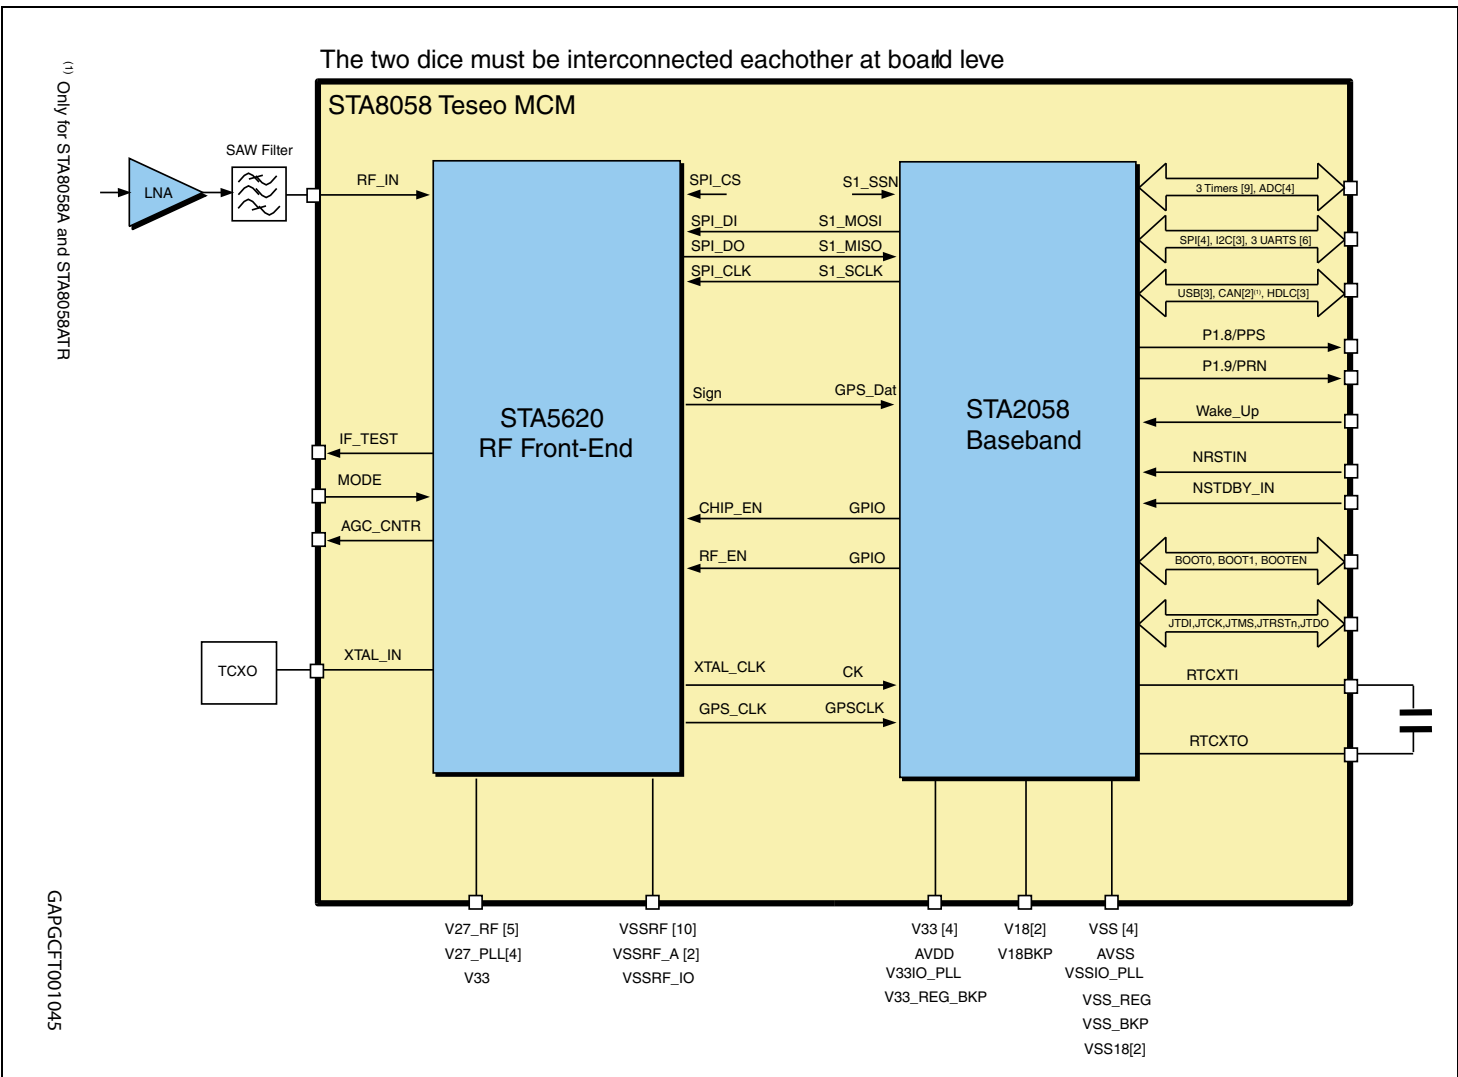 The two dice must be interconnected eachother at board leve
STA8058 Teseo MCM
(1) Only for STA8058A and STA8058ATR
SAW Filter
LNA
RF_IN
SPI_CS
S1_SSN
SPI_DI
S1_MOSI
SPI_DO
S1_MISO
SPI_CLK
S1_SCLK
3 Timers [9], ADC[4]
SPI[4], I2C[3], 3 UARTS [6]
USB[3], CAN[2](1), HDLC[3]
P1.8/PPS
P1.9/PRN
Sign
GPS_Dat
STA5620
RF Front-End
STA2058
Baseband
Wake_Up
IF_TEST
NRSTIN
MODE
NSTDBY_IN
AGC_CNTR
CHIP_EN
GPIO
RF_EN
GPIO
BOOT0, BOOT1, BOOTEN
JTDI,JTCK,JTMS,JTRSTn,JTDO
TCXO
XTAL_IN
XTAL_CLK
CK
RTCXTI
GPS_CLK
GPSCLK
RTCXTO
V27_RF [5]
V27_PLL[4]
V33
VSSRF [10]
VSSRF_A [2]
VSSRF_IO
V33 [4]
AVDD
V33IO_PLL
V33_REG_BKP
V18[2]
V18BKP
VSS [4]
AVSS
VSSIO_PLL
VSS_REG
VSS_BKP
VSS18[2]
GAPGCFT001045